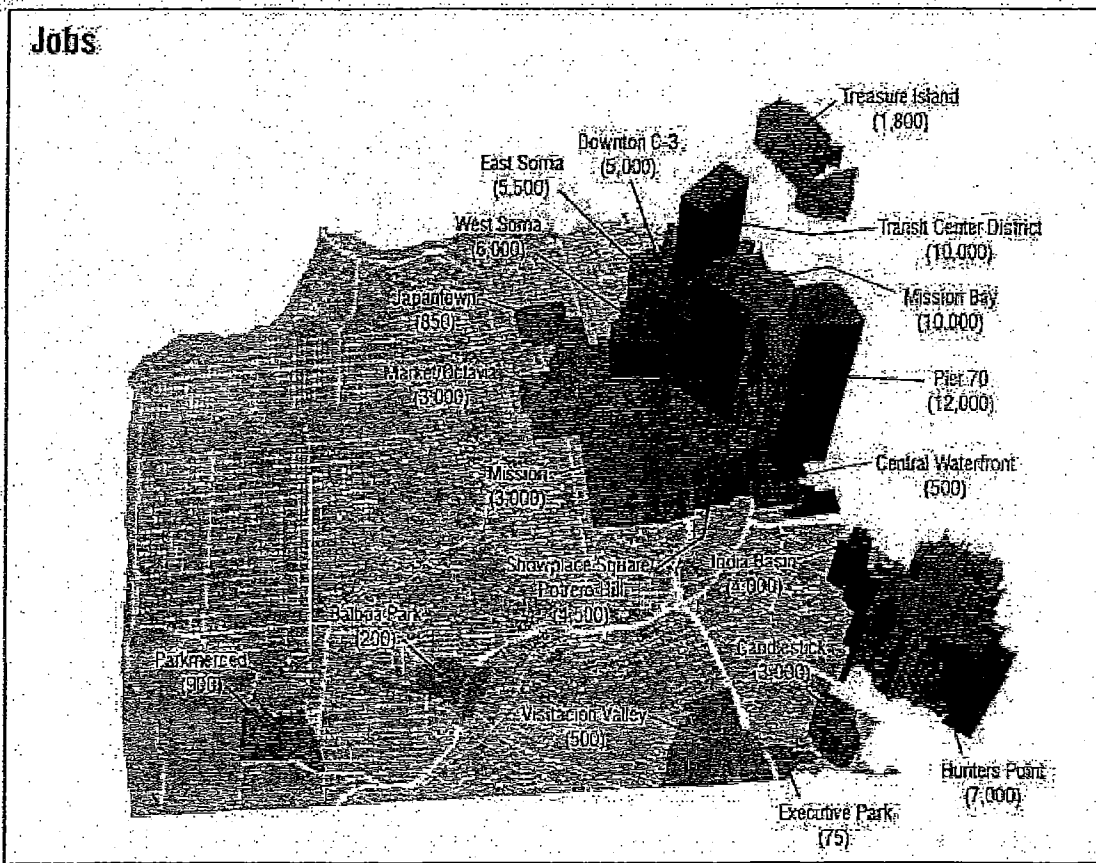 Jobs
Treasure Island
(1,800)
Downton C-3
(5,000)
East Soma
(5,500)
West Soma
(6,000)
Transit Center District
(10,000)
Mission Bay
(10,000)
Japantown
(850)
Market/Octavia
(3,000)
Pier 70
(12,000)
Mission
(3,000)
Central Waterfront
(500)
Showplace Square
Potrero Hill
(4,500)
India Basin
(4,000)
Balboa Park
(200)
Parkmerced
(900)
Candlestick
(3,000)
Visitacion Valley
(500)
Hunters Point
(7,000)
Executive Park
(75)